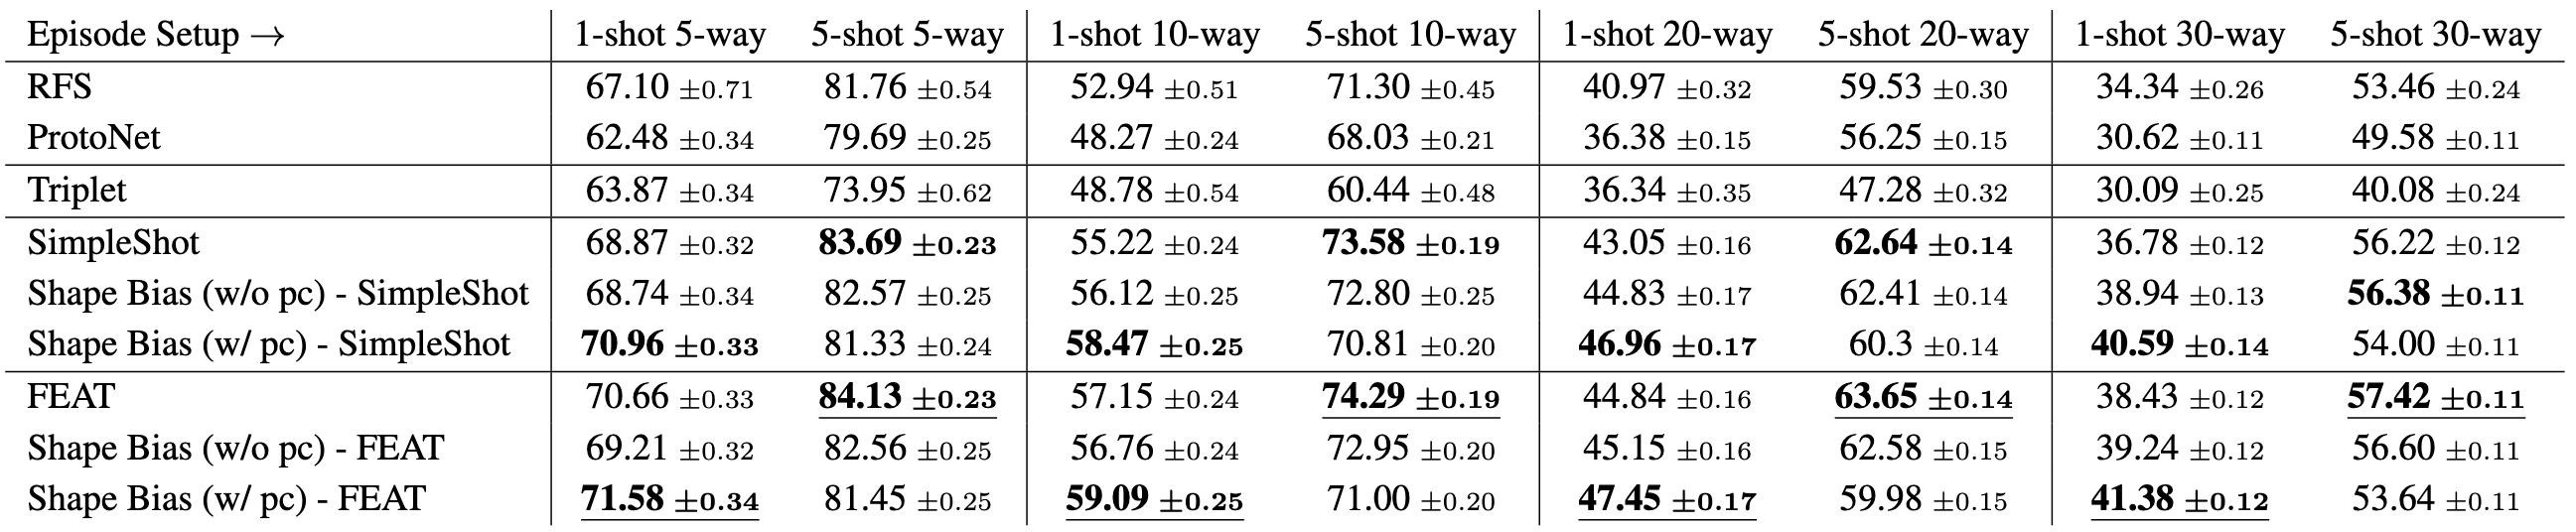 Episode Setup → 1-shot 5-way 5-shot 5-way 1-shot 10-way 5-shot 10-way 1-shot 20-way 5-shot 20-way 1-shot 30-way 5-shot 30-way
RFS 67.10 ±0.71 81.76 ±0.54 52.94 ±0.51 71.30 ±0.45 40.97 ±0.32 59.53 ±0.30 34.34 ±0.26 53.46 ±0.24
ProtoNet 62.48 ±0.34 79.69 ±0.25 48.27 ±0.24 68.03 ±0.21 36.38 ±0.15 56.25 ±0.15 30.62 ±0.11 49.58 ±0.11
Triplet 63.87 ±0.34 73.95 ±0.62 48.78 ±0.54 60.44 ±0.48 36.34 ±0.35 47.28 ±0.32 30.09 ±0.25 40.08 ±0.24
SimpleShot 68.87 ±0.32 83.69 ±0.23 55.22 ±0.24 73.58 ±0.19 43.05 ±0.16 62.64 ±0.14 36.78 ±0.12 56.22 ±0.12
Shape Bias (w/o pc) - SimpleShot 68.74 ±0.34 82.57 ±0.25 56.12 ±0.25 72.80 ±0.25 44.83 ±0.17 62.41 ±0.14 38.94 ±0.13 56.38 ±0.11
Shape Bias (w/ pc) - SimpleShot 70.96 ±0.33 81.33 ±0.24 58.47 ±0.25 70.81 ±0.20 46.96 ±0.17 60.3 ±0.14 40.59 ±0.14 54.00 ±0.11
FEAT 70.66 ±0.33 84.13 ±0.23 57.15 ±0.24 74.29 ±0.19 44.84 ±0.16 63.65 ±0.14 38.43 ±0.12 57.42 ±0.11
Shape Bias (w/o pc) - FEAT 69.21 ±0.32 82.56 ±0.25 56.76 ±0.24 72.95 ±0.20 45.15 ±0.16 62.58 ±0.15 39.24 ±0.12 56.60 ±0.11
Shape Bias (w/ pc) - FEAT 71.58 ±0.34 81.45 ±0.25 59.09 ±0.25 71.00 ±0.20 47.45 ±0.17 59.98 ±0.15 41.38 ±0.12 53.64 ±0.11